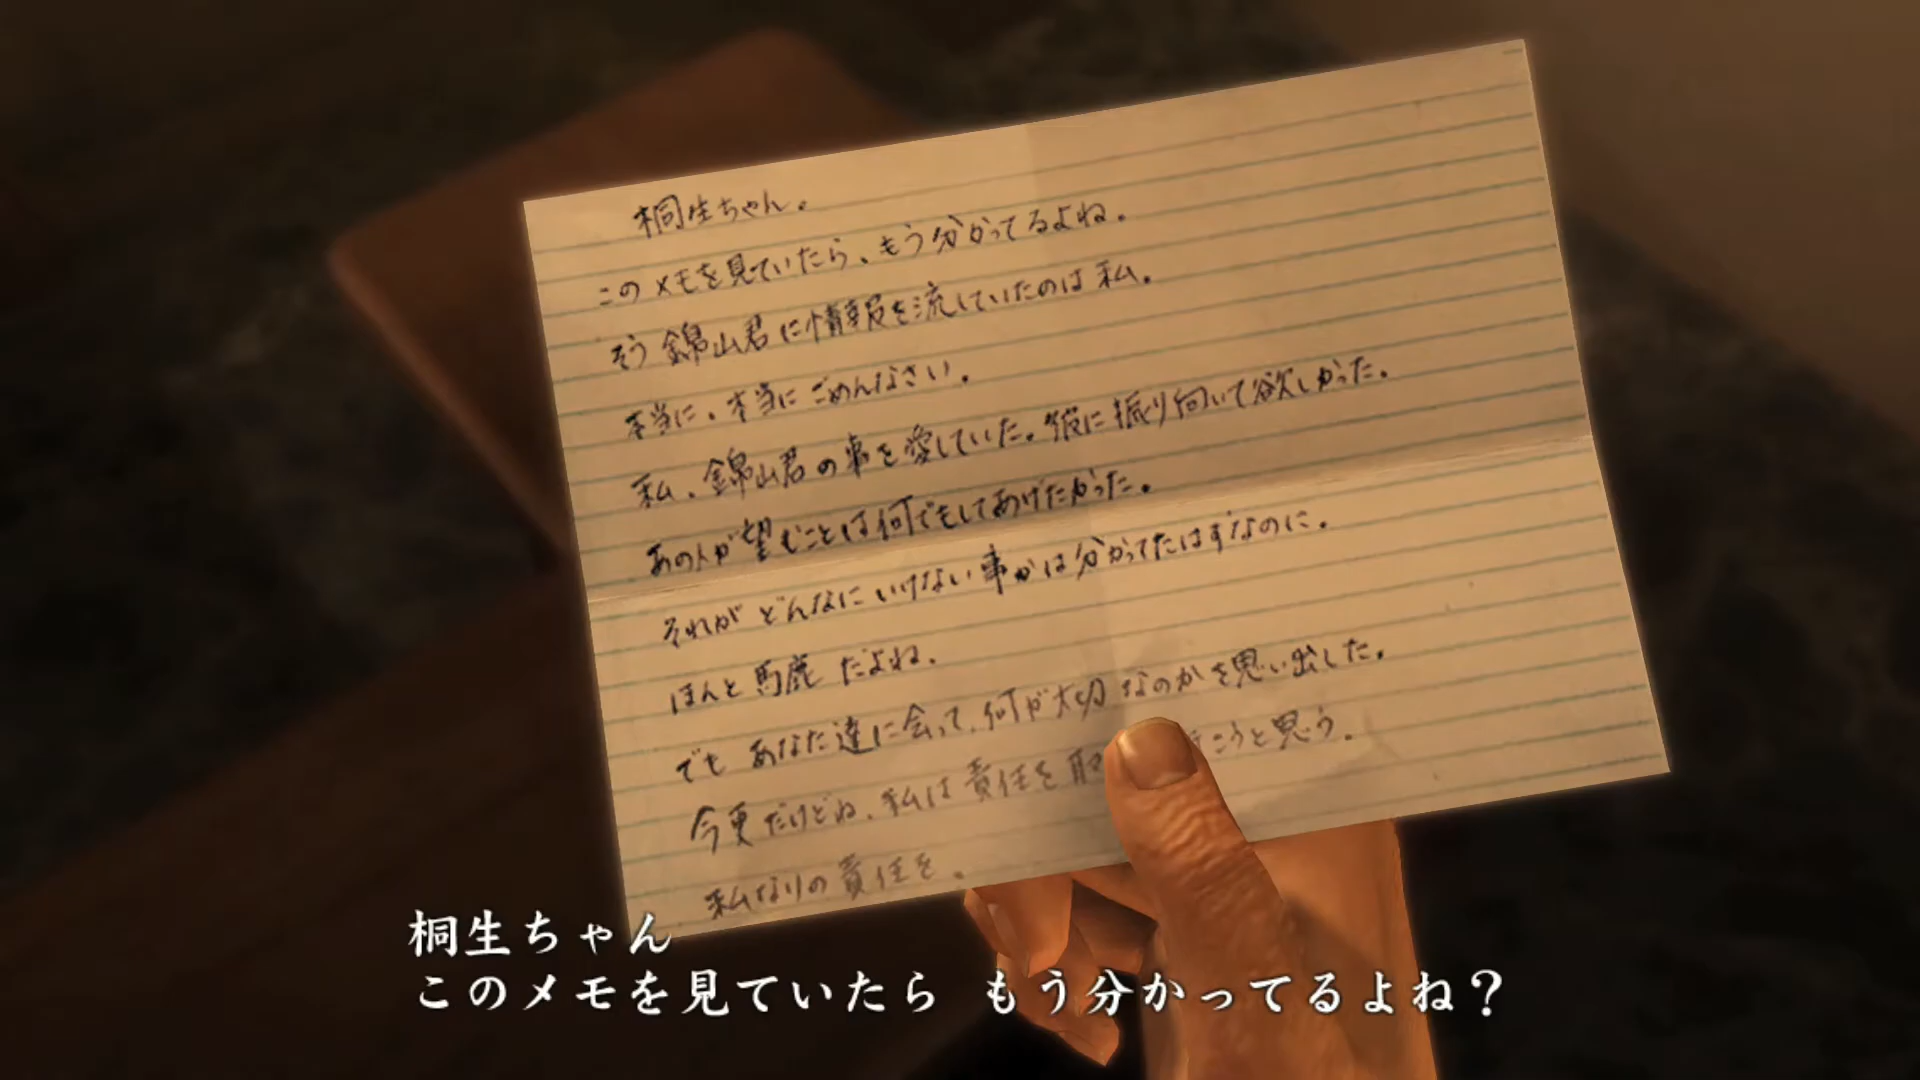 桐生ちゃん。
このメモを見ていたら、もう分かってるよね。
そう 錦山君に情報を流していたのは 私。
本当に、本当に ごめんなさい。
私、錦山君の事を愛していた。彼に振り向いて欲しかった。
あの人が望むことは何でもしてあげたかった。
それが どんなに いけない事かは分かってたはずなのに。
ほんと馬鹿 だよね。
でも あなた達に会って、何が大切なのかを思い出した。
今更だけどね、私は責任を取 こうと思う。
私なりの責任を。
桐生ちゃん
このメモを見ていたら もう分かってるよね?